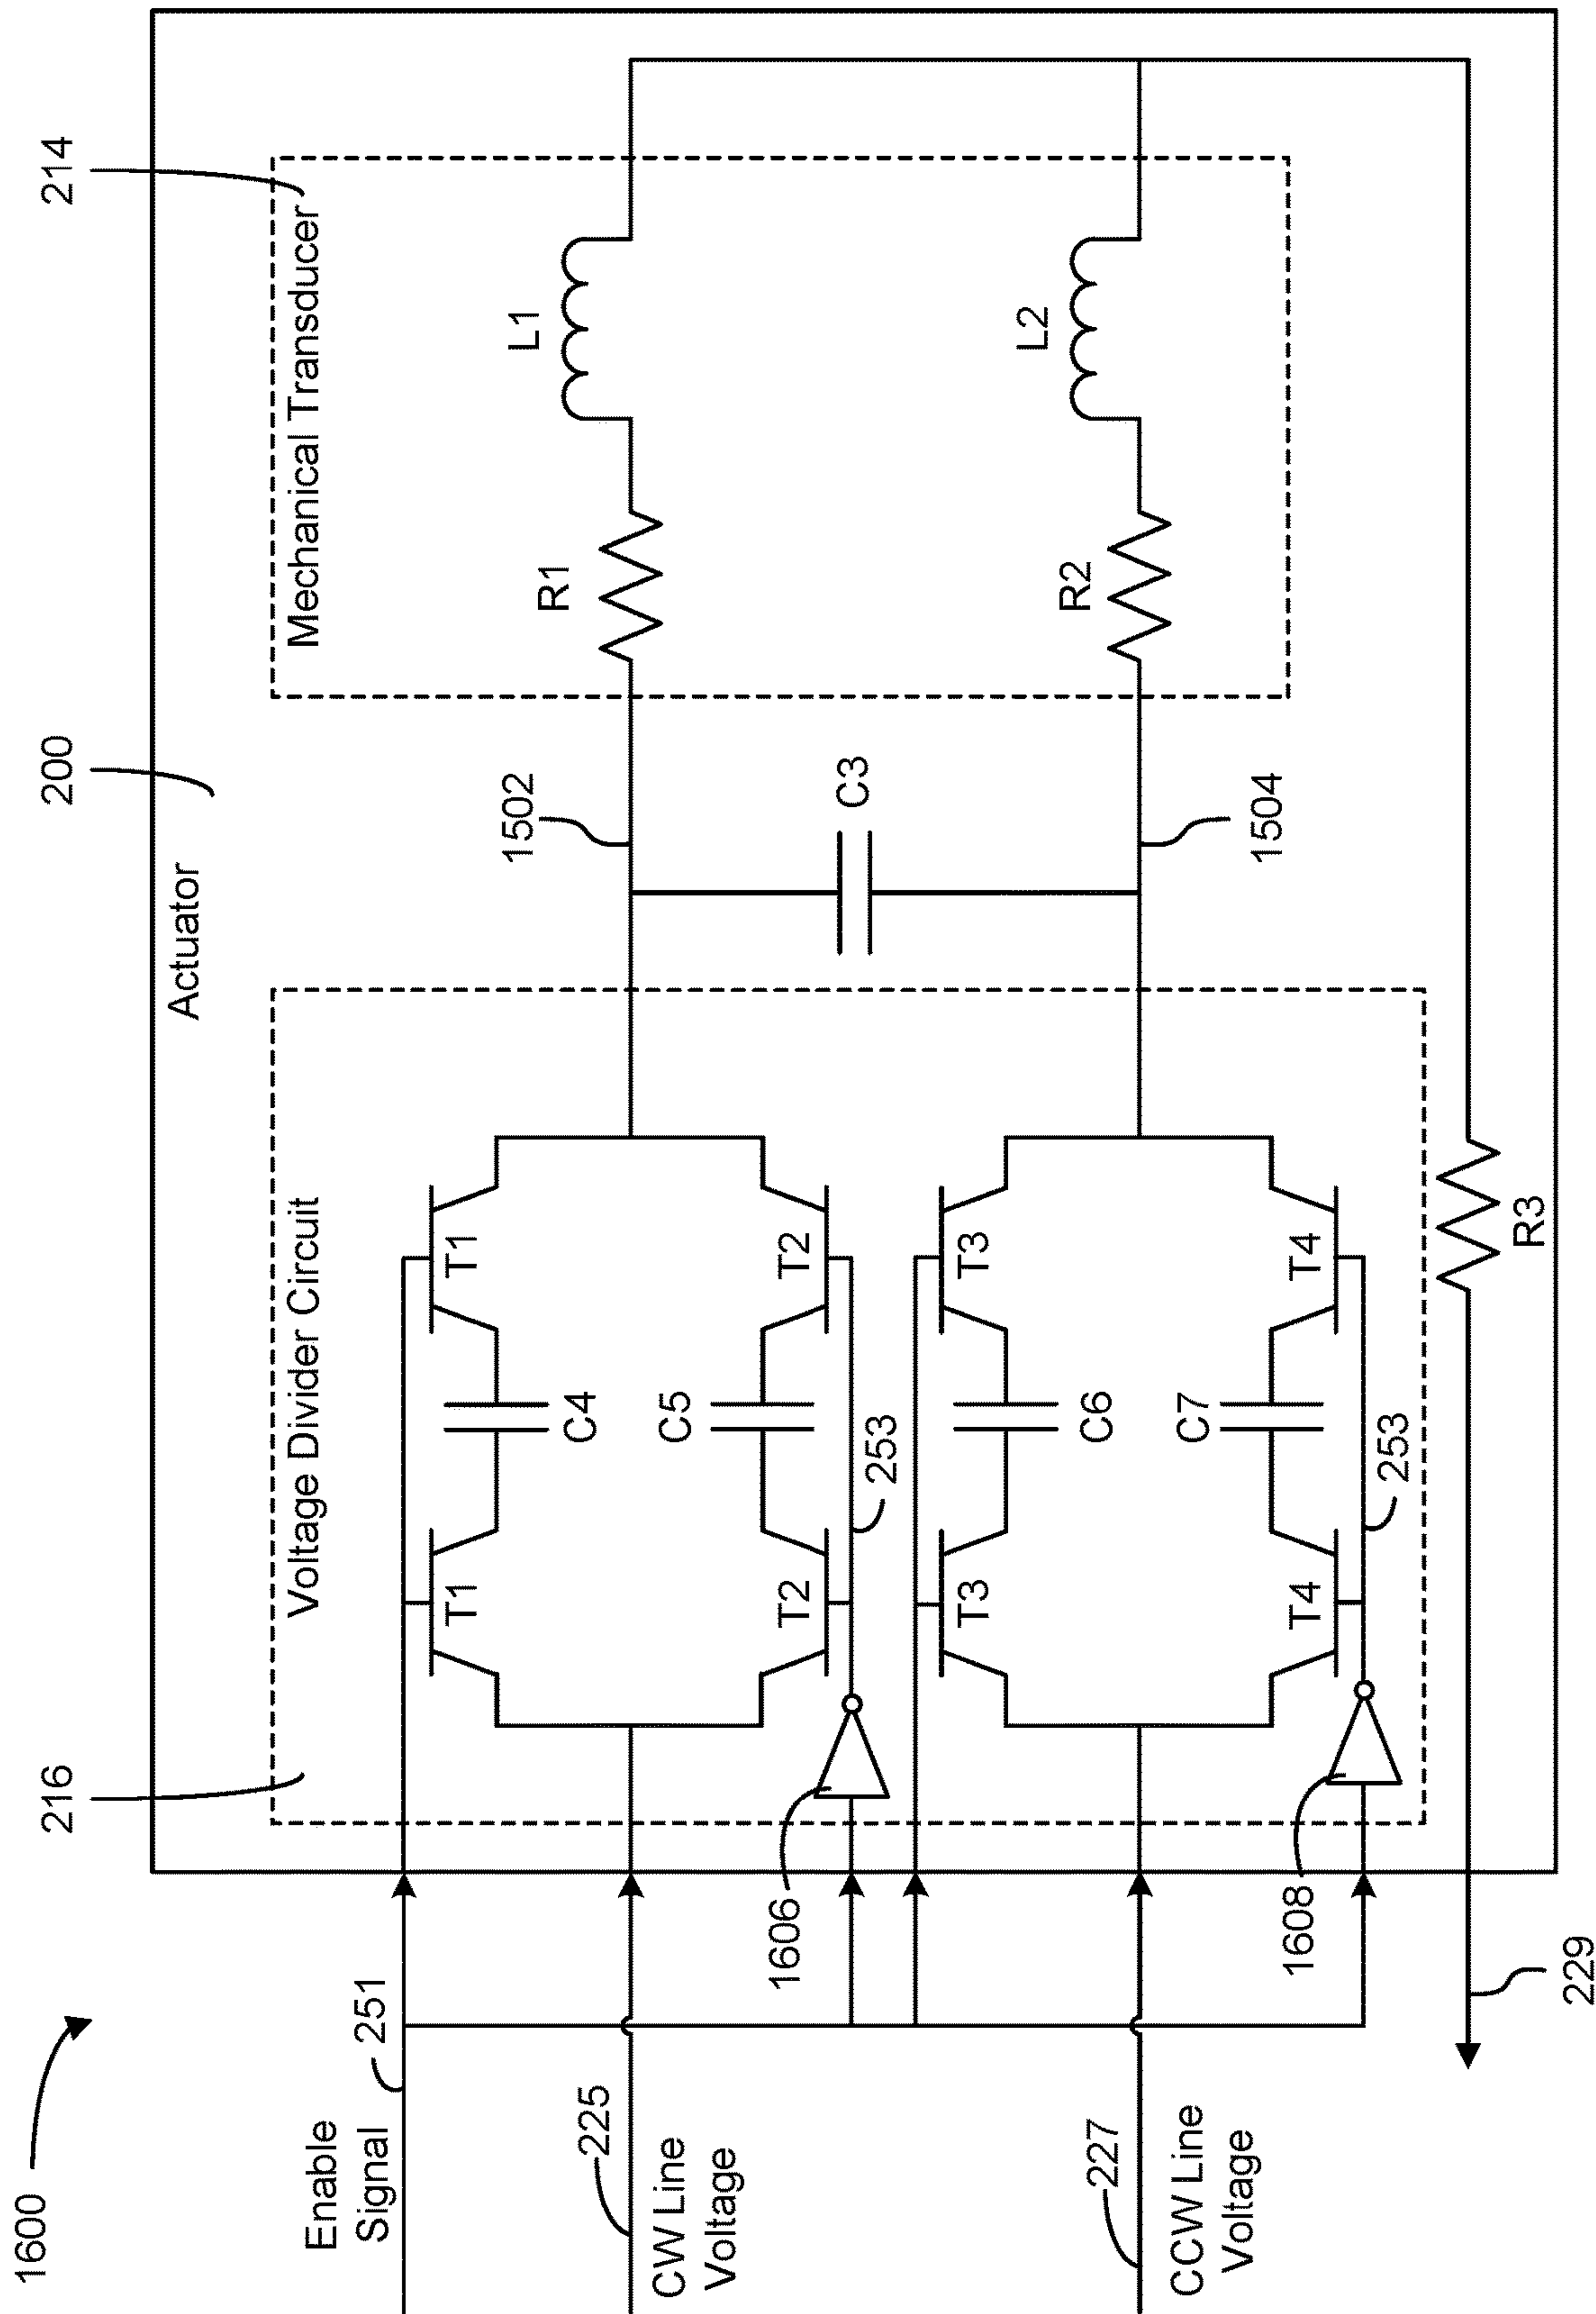 1600
216
200
214
Actuator
Voltage Divider Circuit
Mechanical Transducer
Enable
Signal
251
T1
T1
C4
1502
R1
L1
225
CW Line
Voltage
C5
T2
T2
C3
1606
253
T3
T3
C6
1504
R2
L2
227
CCW Line
Voltage
C7
T4
T4
1608
253
R3
229